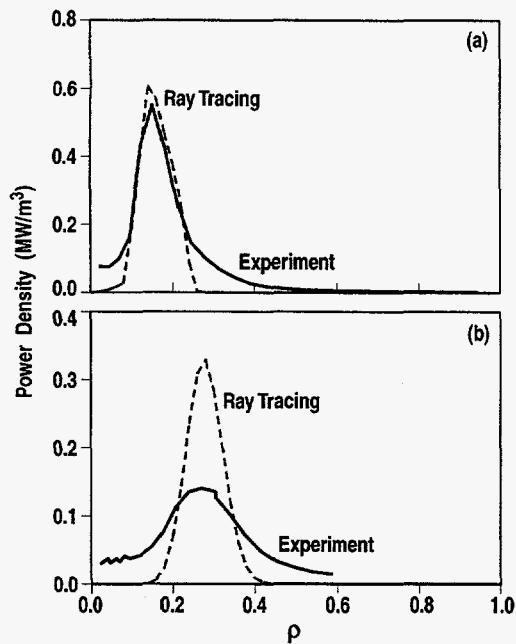 0.8
(a)
Ray Tracing
0.6
0.4
Experiment
0.2
0.0
Power Density (MW/m³)
0.4
(b)
0.3
Ray Tracing
0.2
0.1
Experiment
0.0
0.0 0.2 0.4 0.6 0.8 1.0
ρ